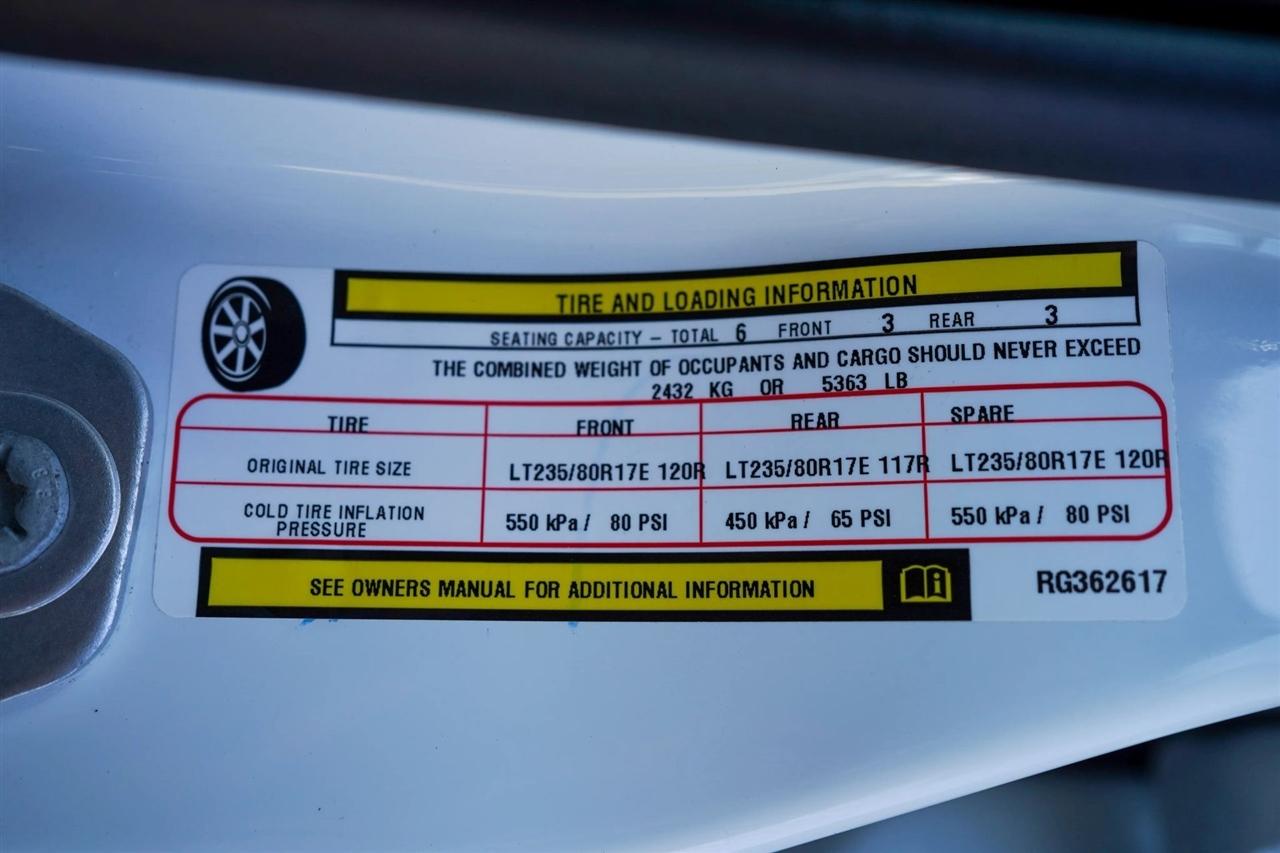 TIRE AND LOADING INFORMATION
SEATING CAPACITY – TOTAL 6 FRONT 3 REAR 3
THE COMBINED WEIGHT OF OCCUPANTS AND CARGO SHOULD NEVER EXCEED
2432 KG OR 5363 LB
TIRE FRONT REAR SPARE
ORIGINAL TIRE SIZE LT235/80R17E 120R LT235/80R17E 117R LT235/80R17E 120R
COLD TIRE INFLATION
PRESSURE 550 kPa / 80 PSI 450 kPa / 65 PSI 550 kPa / 80 PSI
SEE OWNERS MANUAL FOR ADDITIONAL INFORMATION
RG362617